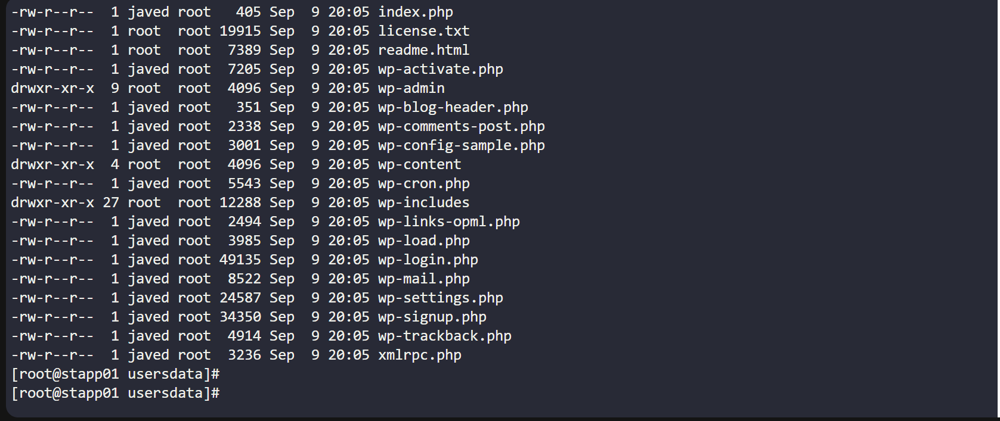 -rw-r--r--  1 javed root   405 Sep  9 20:05 index.php
-rw-r--r--  1 root  root 19915 Sep  9 20:05 license.txt
-rw-r--r--  1 root  root  7389 Sep  9 20:05 readme.html
-rw-r--r--  1 javed root  7205 Sep  9 20:05 wp-activate.php
drwxr-xr-x  9 root  root  4096 Sep  9 20:05 wp-admin
-rw-r--r--  1 javed root   351 Sep  9 20:05 wp-blog-header.php
-rw-r--r--  1 javed root  2338 Sep  9 20:05 wp-comments-post.php
-rw-r--r--  1 javed root  3001 Sep  9 20:05 wp-config-sample.php
drwxr-xr-x  4 root  root  4096 Sep  9 20:05 wp-content
-rw-r--r--  1 javed root  5543 Sep  9 20:05 wp-cron.php
drwxr-xr-x 27 root  root 12288 Sep  9 20:05 wp-includes
-rw-r--r--  1 javed root  2494 Sep  9 20:05 wp-links-opml.php
-rw-r--r--  1 javed root  3985 Sep  9 20:05 wp-load.php
-rw-r--r--  1 javed root 49135 Sep  9 20:05 wp-login.php
-rw-r--r--  1 javed root  8522 Sep  9 20:05 wp-mail.php
-rw-r--r--  1 javed root 24587 Sep  9 20:05 wp-settings.php
-rw-r--r--  1 javed root 34350 Sep  9 20:05 wp-signup.php
-rw-r--r--  1 javed root  4914 Sep  9 20:05 wp-trackback.php
-rw-r--r--  1 javed root  3236 Sep  9 20:05 xmlrpc.php
[root@stapp01 usersdata]#
[root@stapp01 usersdata]#